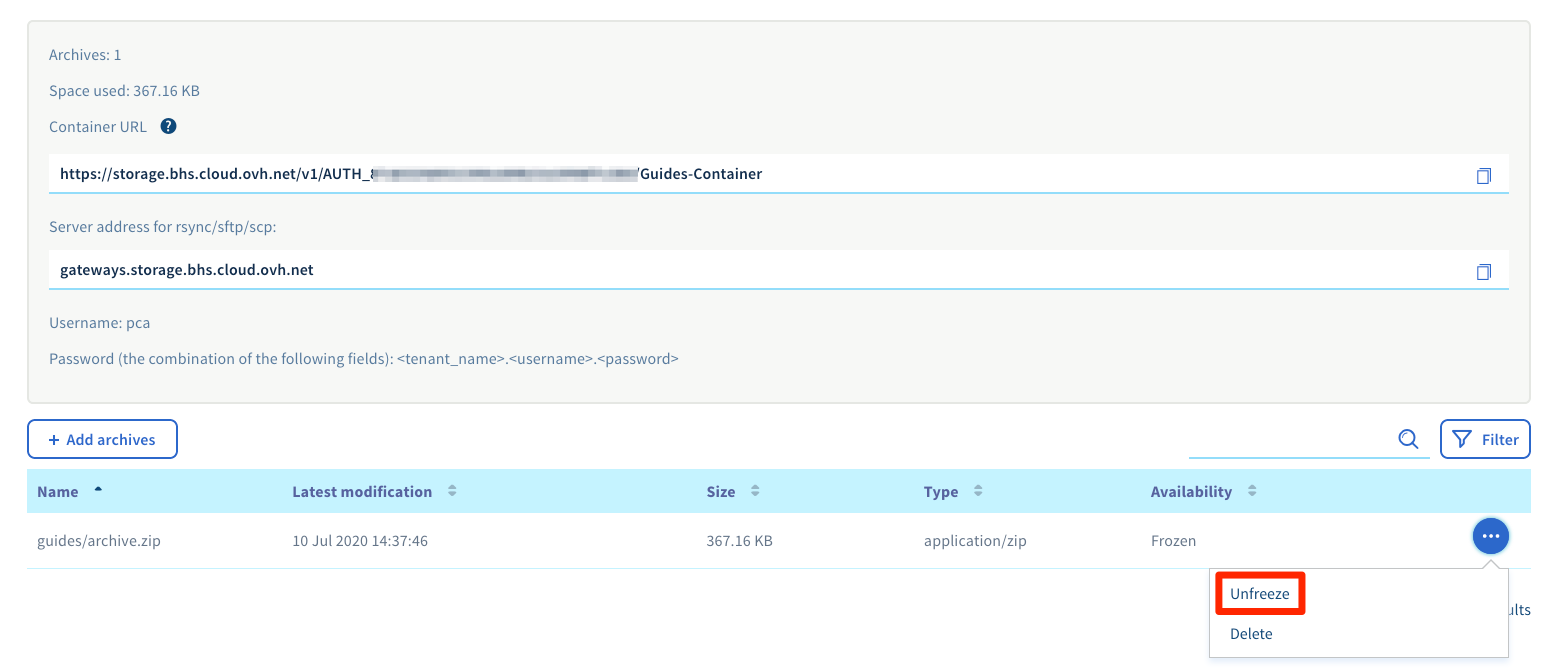 Archives: 1
Space used: 367.16 KB
Container URL ?
https://storage.bhs.cloud.ovh.net/v1/AUTH_8 /Guides-Container
Server address for rsync/sftp/scp:
gateways.storage.bhs.cloud.ovh.net
Username: pca
Password (the combination of the following fields): <tenant_name>.<username>.<password>
+ Add archives
Filter
Name Latest modification Size Type Availability
guides/archive.zip 10 Jul 2020 14:37:46 367.16 KB application/zip Frozen
Unfreeze
ults
Delete